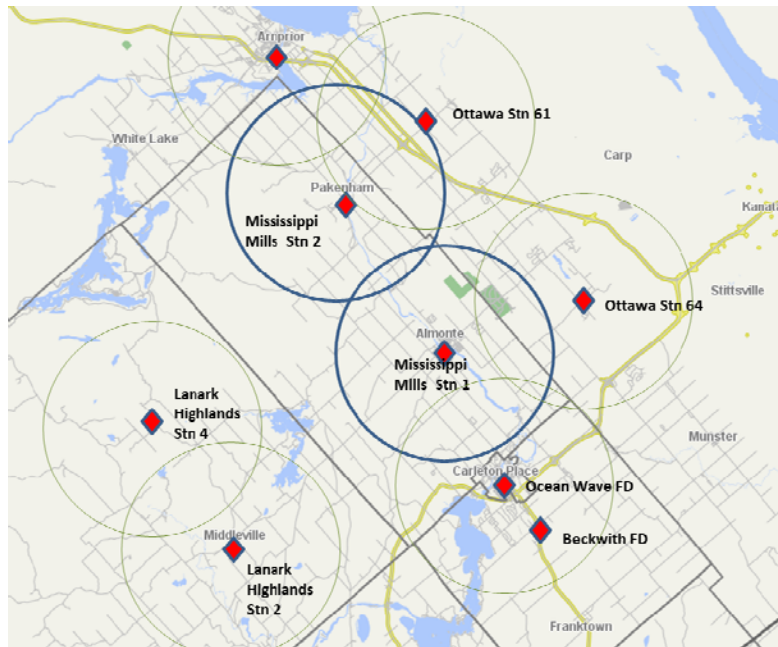 Arnprior
Ottawa Stn 61
White Lake
Carp
Pakenham
Kanata
Mississippi
Mills Stn 2
Stittsville
Ottawa Stn 64
Almonte
Mississippi
Mills Stn 1
Lanark
Highlands
Stn 4
Munster
Carleton Place
Ocean Wave FD
Middleville
Beckwith FD
Lanark
Highlands
Stn 2
Franktown